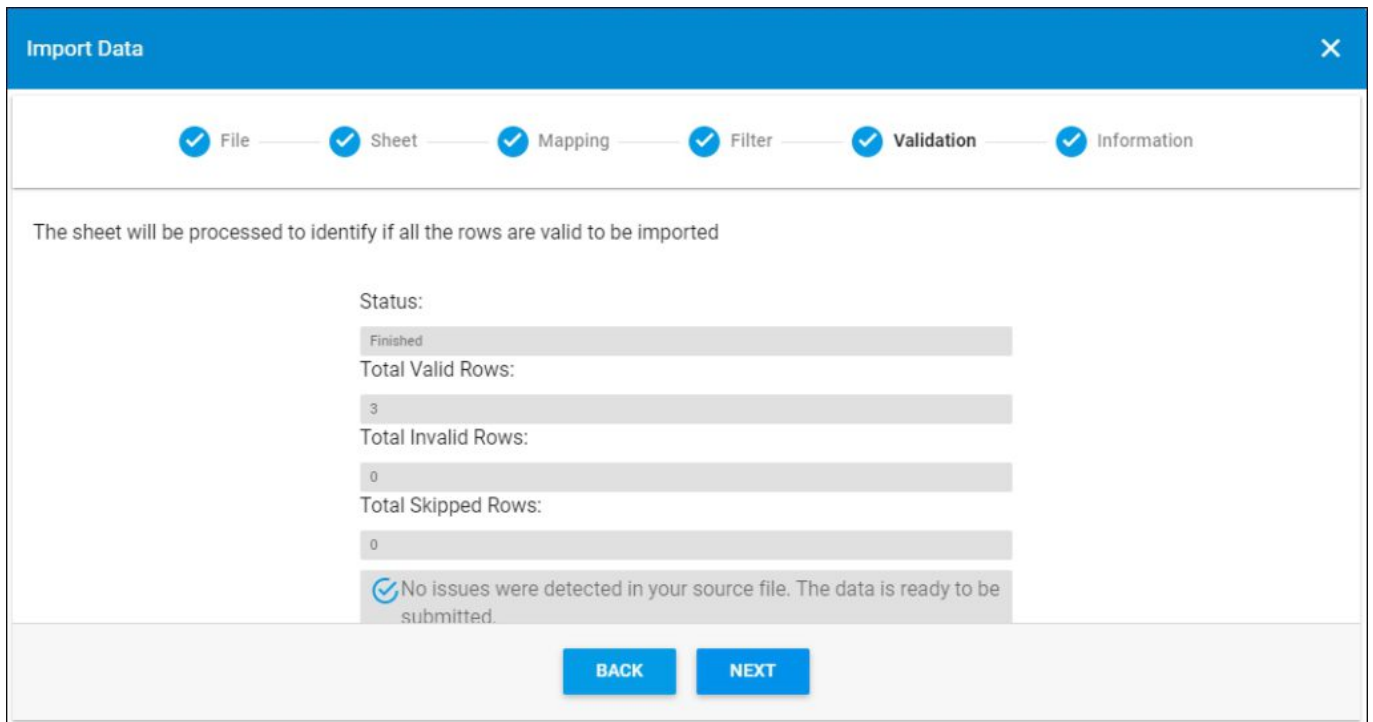 Import Data
File
Sheet
Mapping
Filter
Validation
Information
The sheet will be processed to identify if all the rows are valid to be imported
Status:
Finished
Total Valid Rows:
3
Total Invalid Rows:
0
Total Skipped Rows:
0
No issues were detected in your source file. The data is ready to be
submitted.
BACK
NEXT